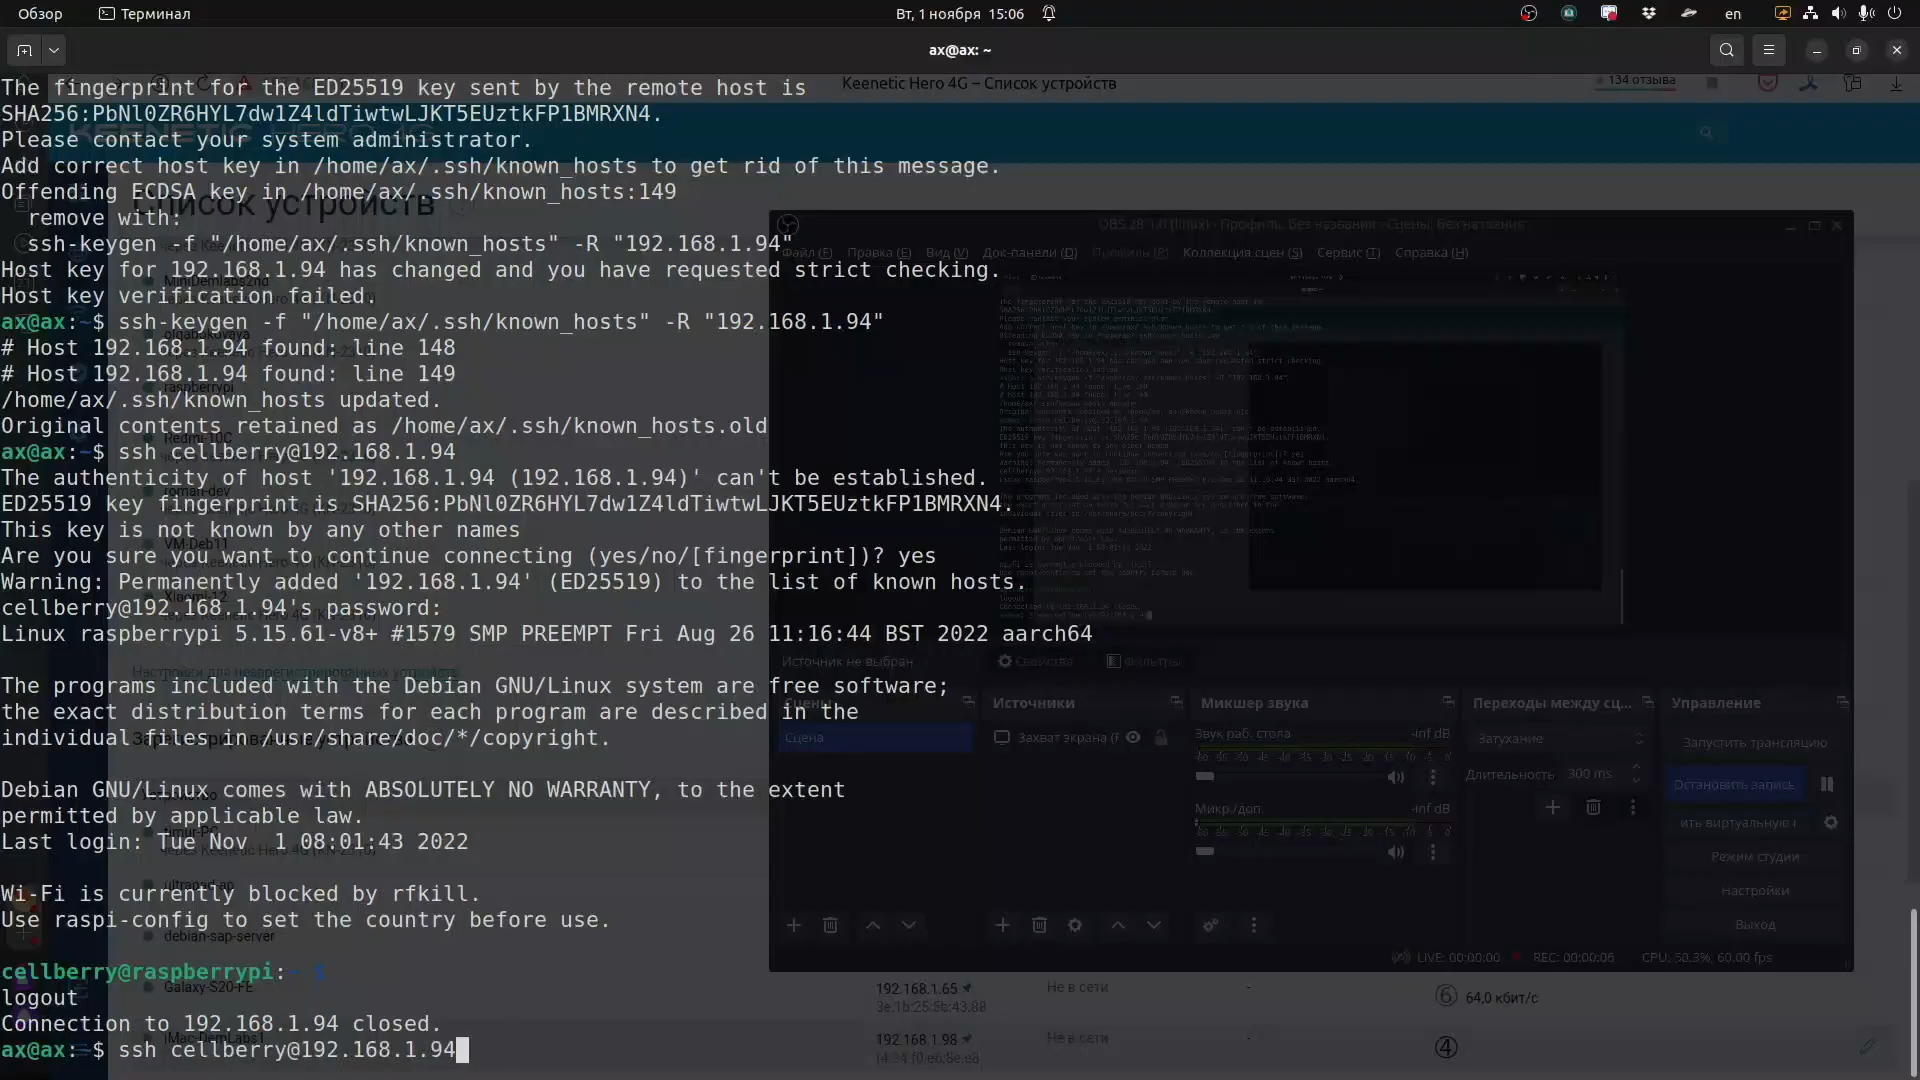 Обзор
Терминал
Вт, 1 ноября 15:06
en
ax@ax: ~
Keenetic Hero 4G – Список устройств
134 отзыва
KEENETIC HERO 4G
Список устройств
The fingerprint for the ED25519 key sent by the remote host is
SHA256:PbNl0ZR6HYL7dw1Z4ldTiwtwLJKT5EUztkFP1BMRXN4.
Please contact your system administrator.
Add correct host key in /home/ax/.ssh/known_hosts to get rid of this message.
Offending ECDSA key in /home/ax/.ssh/known_hosts:149
remove with:
ssh-keygen -f "/home/ax/.ssh/known_hosts" -R "192.168.1.94"
Host key for 192.168.1.94 has changed and you have requested strict checking.
Host key verification failed.
ax@ax:~$ ssh-keygen -f "/home/ax/.ssh/known_hosts" -R "192.168.1.94"
# Host 192.168.1.94 found: line 148
# Host 192.168.1.94 found: line 149
/home/ax/.ssh/known_hosts updated.
Original contents retained as /home/ax/.ssh/known_hosts.old
ax@ax:~$ ssh cellberry@192.168.1.94
The authenticity of host '192.168.1.94 (192.168.1.94)' can't be established.
ED25519 key fingerprint is SHA256:PbNl0ZR6HYL7dw1Z4ldTiwtwLJKT5EUztkFP1BMRXN4.
This key is not known by any other names
Are you sure you want to continue connecting (yes/no/[fingerprint])? yes
Warning: Permanently added '192.168.1.94' (ED25519) to the list of known hosts.
cellberry@192.168.1.94's password:
Linux raspberrypi 5.15.61-v8+ #1579 SMP PREEMPT Fri Aug 26 11:16:44 BST 2022 aarch64
The programs included with the Debian GNU/Linux system are free software;
the exact distribution terms for each program are described in the
individual files in /usr/share/doc/*/copyright.
Debian GNU/Linux comes with ABSOLUTELY NO WARRANTY, to the extent
permitted by applicable law.
Last login: Tue Nov  1 08:01:43 2022
Wi-Fi is currently blocked by rfkill.
Use raspi-config to set the country before use.
cellberry@raspberrypi:~ $
logout
Connection to 192.168.1.94 closed.
ax@ax:~$ ssh cellberry@192.168.1.94
raspberrypi
Redmi-10C
roman-dev
VM-Deb11
Xiaomi-12
Настройки для незарегистрированных устройств
timur-PC
debian-sap-server
Galaxy-S20-FE
iMac-DemLabs1
192.168.1.65
Не в сети
-
64,0 кбит/с
192.168.1.98
Не в сети
-
Файл (F)
Правка (E)
Вид (V)
Док-панели (D)
Профиль (P)
Коллекция сцен (S)
Сервис (T)
Справка (H)
Источник не выбран
Свойства
Фильтры
Сцены
Источники
Микшер звука
Переходы между сц...
Управление
Сцена
Захват экрана (P
Звук раб. стола
-inf dB
Микр./доп.
-inf dB
Затухание
Длительность
300 ms
Запустить трансляцию
Остановить запись
ить виртуальную к
Режим студии
Настройки
Выход
LIVE: 00:00:00
REC: 00:00:06
60.00 fps